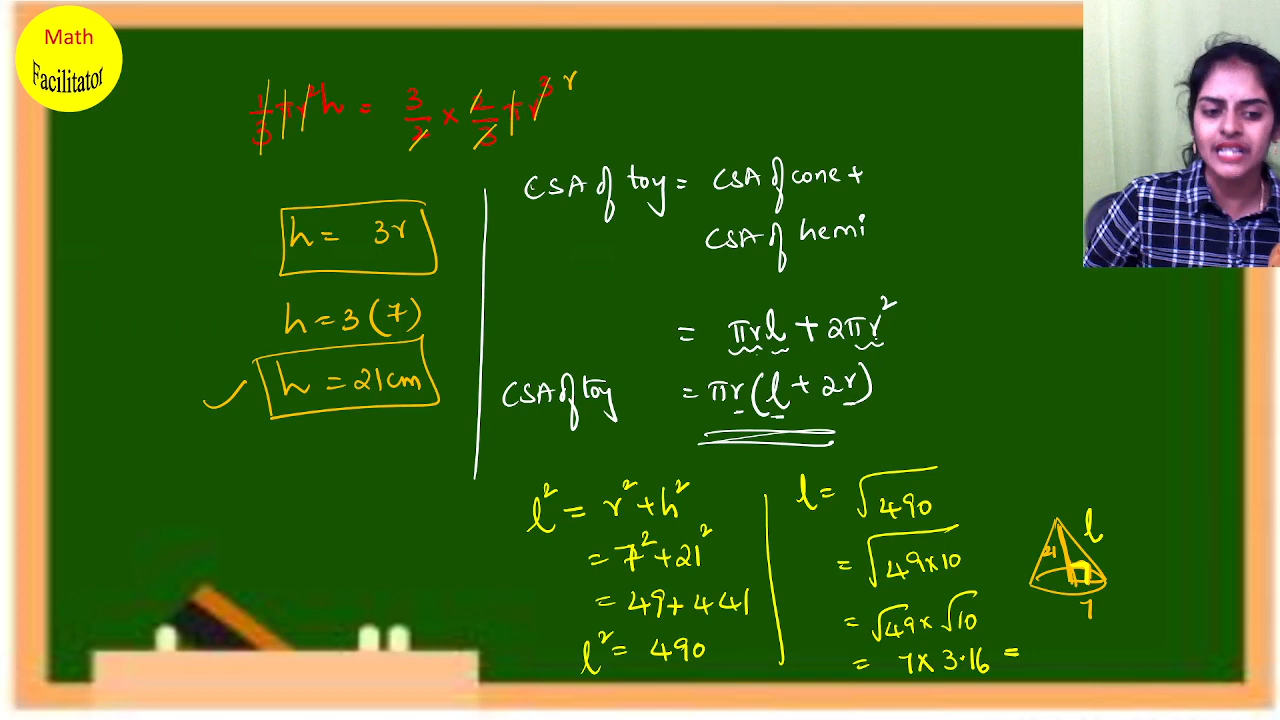 Math
Facilitator
1/3 πr²h = 3/2 × 2/3 πr³ r
h = 3r
h = 3(7)
h = 21cm
CSA of toy = CSA of cone +
CSA of hemi
= πrl + 2πr²
CSA of toy = πr(l + 2r)
l² = r² + h²
= 7² + 21²
= 49 + 441
l² = 490
l = √490
= √49×10
= √49 × √10
= 7 × 3.16 =
21
l
7